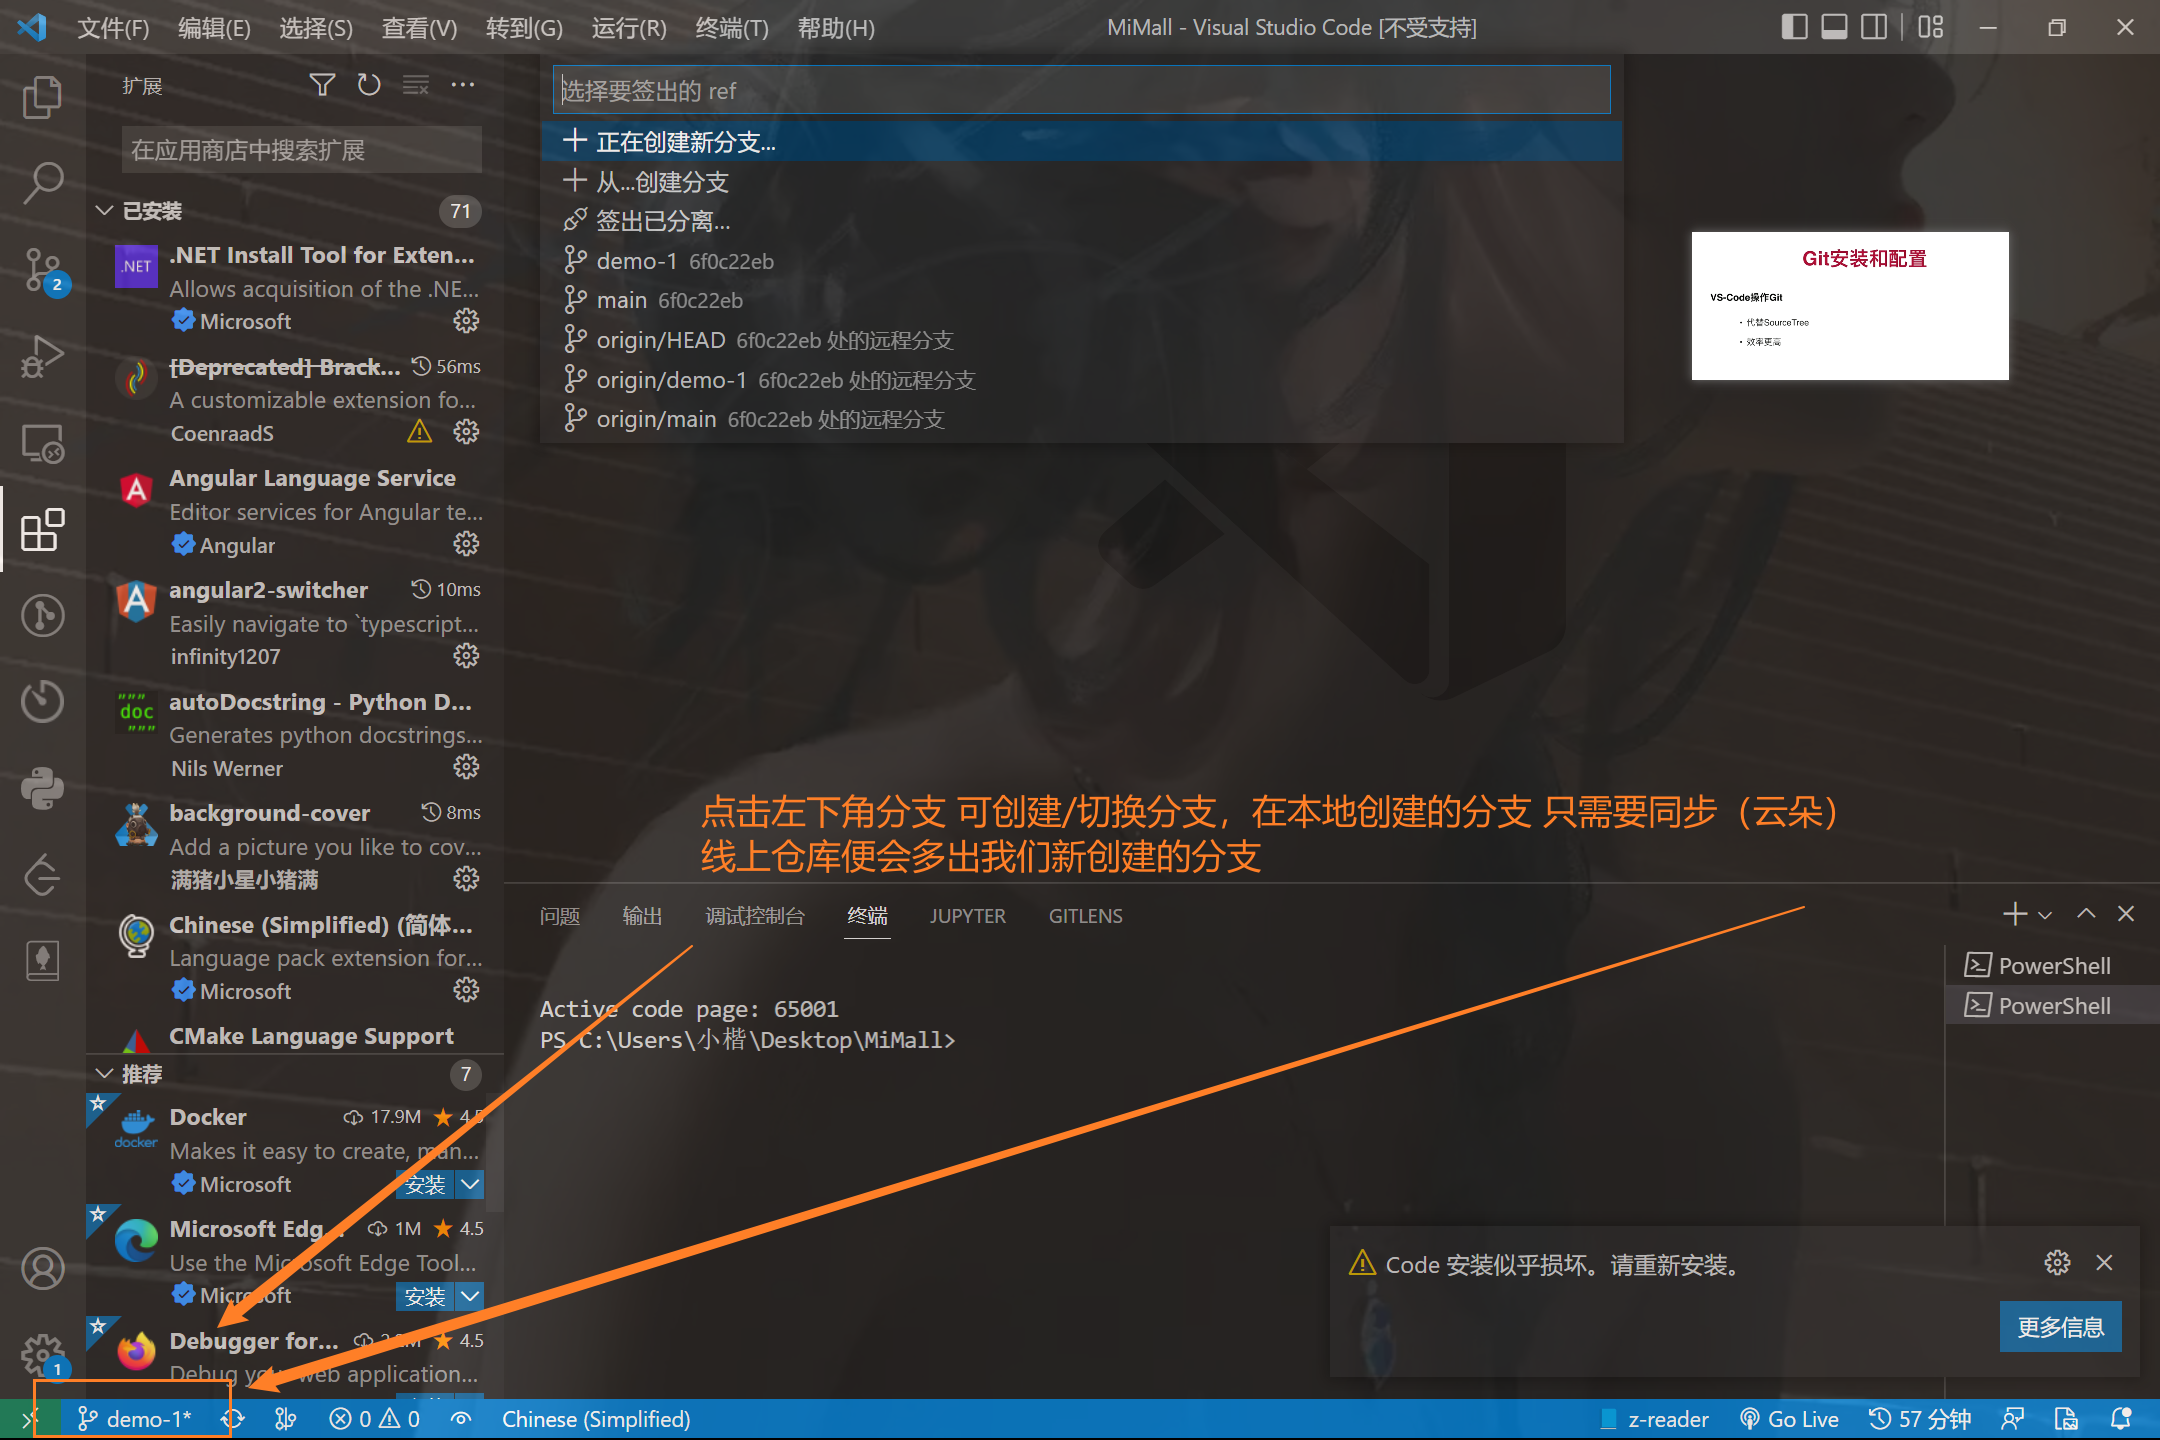 文件(F) 编辑(E) 选择(S) 查看(V) 转到(G) 运行(R) 终端(T) 帮助(H) MiMall - Visual Studio Code [不受支持]
扩展
在应用商店中搜索扩展
已安装 71
.NET
.NET Install Tool for Exten...
Allows acquisition of the .NE...
Microsoft
[Deprecated] Brack... 56ms
A customizable extension fo...
CoenraadS
Angular Language Service
Editor services for Angular te...
Angular
angular2-switcher 10ms
Easily navigate to `typescript...
infinity1207
"""
doc
"""
autoDocstring - Python D...
Generates python docstrings...
Nils Werner
background-cover 8ms
Add a picture you like to cov...
满猪小星小猪满
Chinese (Simplified) (简体...
Language pack extension for...
Microsoft
CMake Language Support
推荐 7
docker
Docker 17.9M 4.5
Makes it easy to create, man...
Microsoft 安装
Microsoft Edg... 1M 4.5
Use the Microsoft Edge Tool...
Microsoft 安装
Debugger for... 4.5
Debug your web application...
2
1
选择要签出的 ref
正在创建新分支...
从...创建分支
签出已分离...
demo-1 6f0c22eb
main 6f0c22eb
origin/HEAD 6f0c22eb 处的远程分支
origin/demo-1 6f0c22eb 处的远程分支
origin/main 6f0c22eb 处的远程分支
Git安装和配置
VS-Code操作Git
· 代替SourceTree
· 效率更高
点击左下角分支 可创建/切换分支，在本地创建的分支 只需要同步（云朵）
线上仓库便会多出我们新创建的分支
问题 输出 调试控制台 终端 JUPYTER GITLENS
Active code page: 65001
PS C:\Users\小楷\Desktop\MiMall>
PowerShell
PowerShell
Code 安装似乎损坏。请重新安装。
更多信息
demo-1* 0 0 Chinese (Simplified) z-reader Go Live 57 分钟